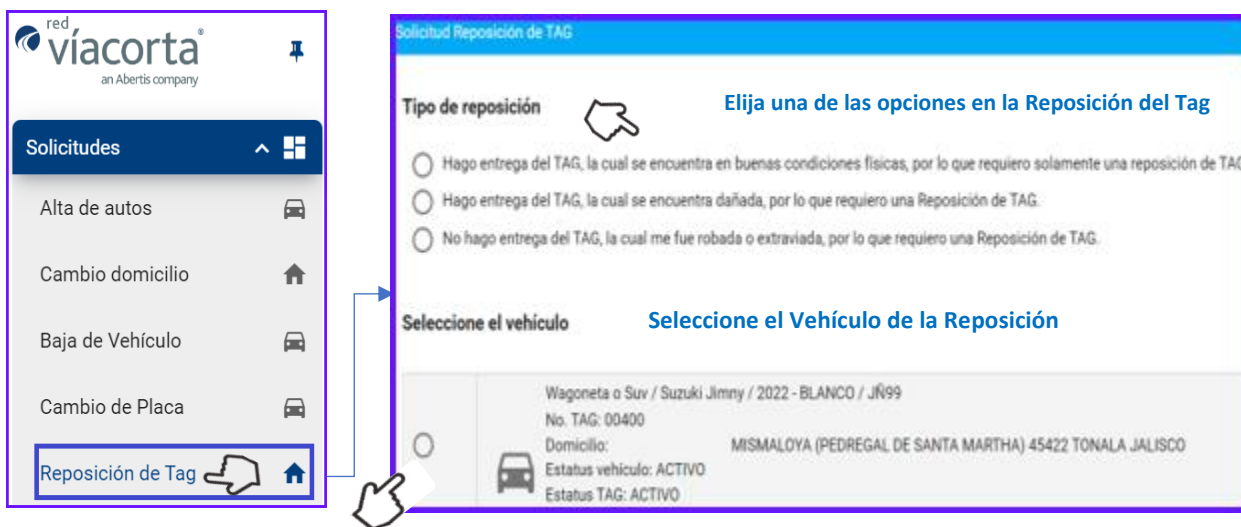 red
víacorta
an Abertis company
Solicitudes
Alta de autos
Cambio domicilio
Baja de Vehículo
Cambio de Placa
Reposición de Tag
Solicitud Reposición de TAG
Tipo de reposición
Elija una de las opciones en la Reposición del Tag
Hago entrega del TAG, la cual se encuentra en buenas condiciones físicas, por lo que requiero solamente una reposición de TAG
Hago entrega del TAG, la cual se encuentra dañada, por lo que requiero una Reposición de TAG.
No hago entrega del TAG, la cual me fue robada o extraviada, por lo que requiero una Reposición de TAG.
Seleccione el vehículo
Seleccione el Vehículo de la Reposición
Wagoneta o Suv / Suzuki Jimny / 2022 - BLANCO / JÑ99
No. TAG: 00400
Domicilio: MISMALOYA (PEDREGAL DE SANTA MARTHA) 45422 TONALA JALISCO
Estatus vehiculo: ACTIVO
Estatus TAG: ACTIVO